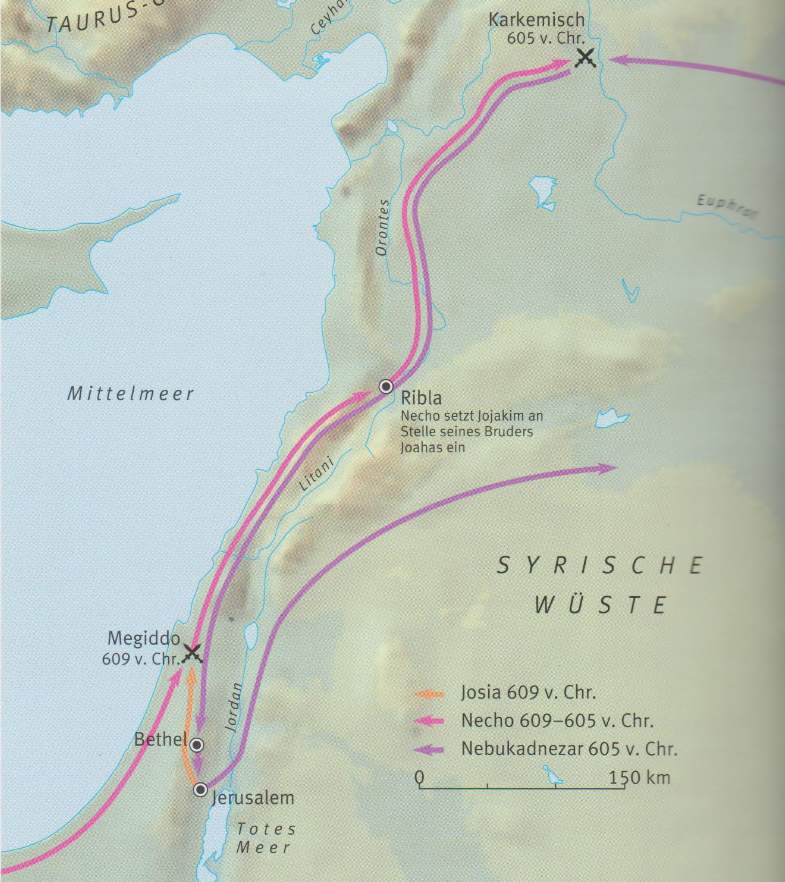 TAURUS-G
Ceyha
Karkemisch
605 v. Chr.
Euphrat
Orontes
Mittelmeer
Ribla
Necho setzt Jojakim an
Stelle seines Bruders
Joahas ein
Litani
SYRISCHE
WÜSTE
Megiddo
609 v. Chr.
Jordan
Bethel
Jerusalem
Totes
Meer
Josia 609 v. Chr.
Necho 609–605 v. Chr.
Nebukadnezar 605 v. Chr.
0 150 km